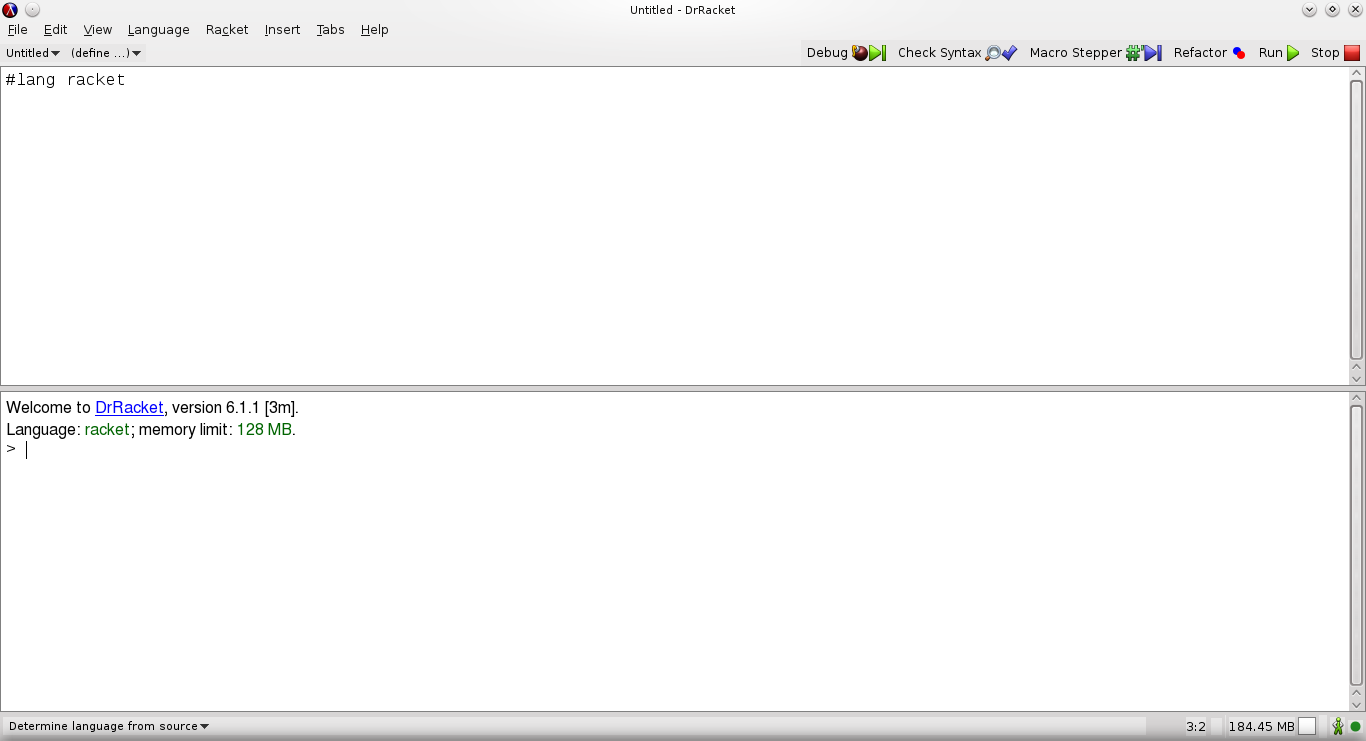 Untitled - DrRacket
File Edit View Language Racket Insert Tabs Help
Untitled (define ...) Debug Check Syntax Macro Stepper Refactor Run Stop
#lang racket
Welcome to DrRacket, version 6.1.1 [3m].
Language: racket; memory limit: 128 MB.
>
Determine language from source 3:2 184.45 MB